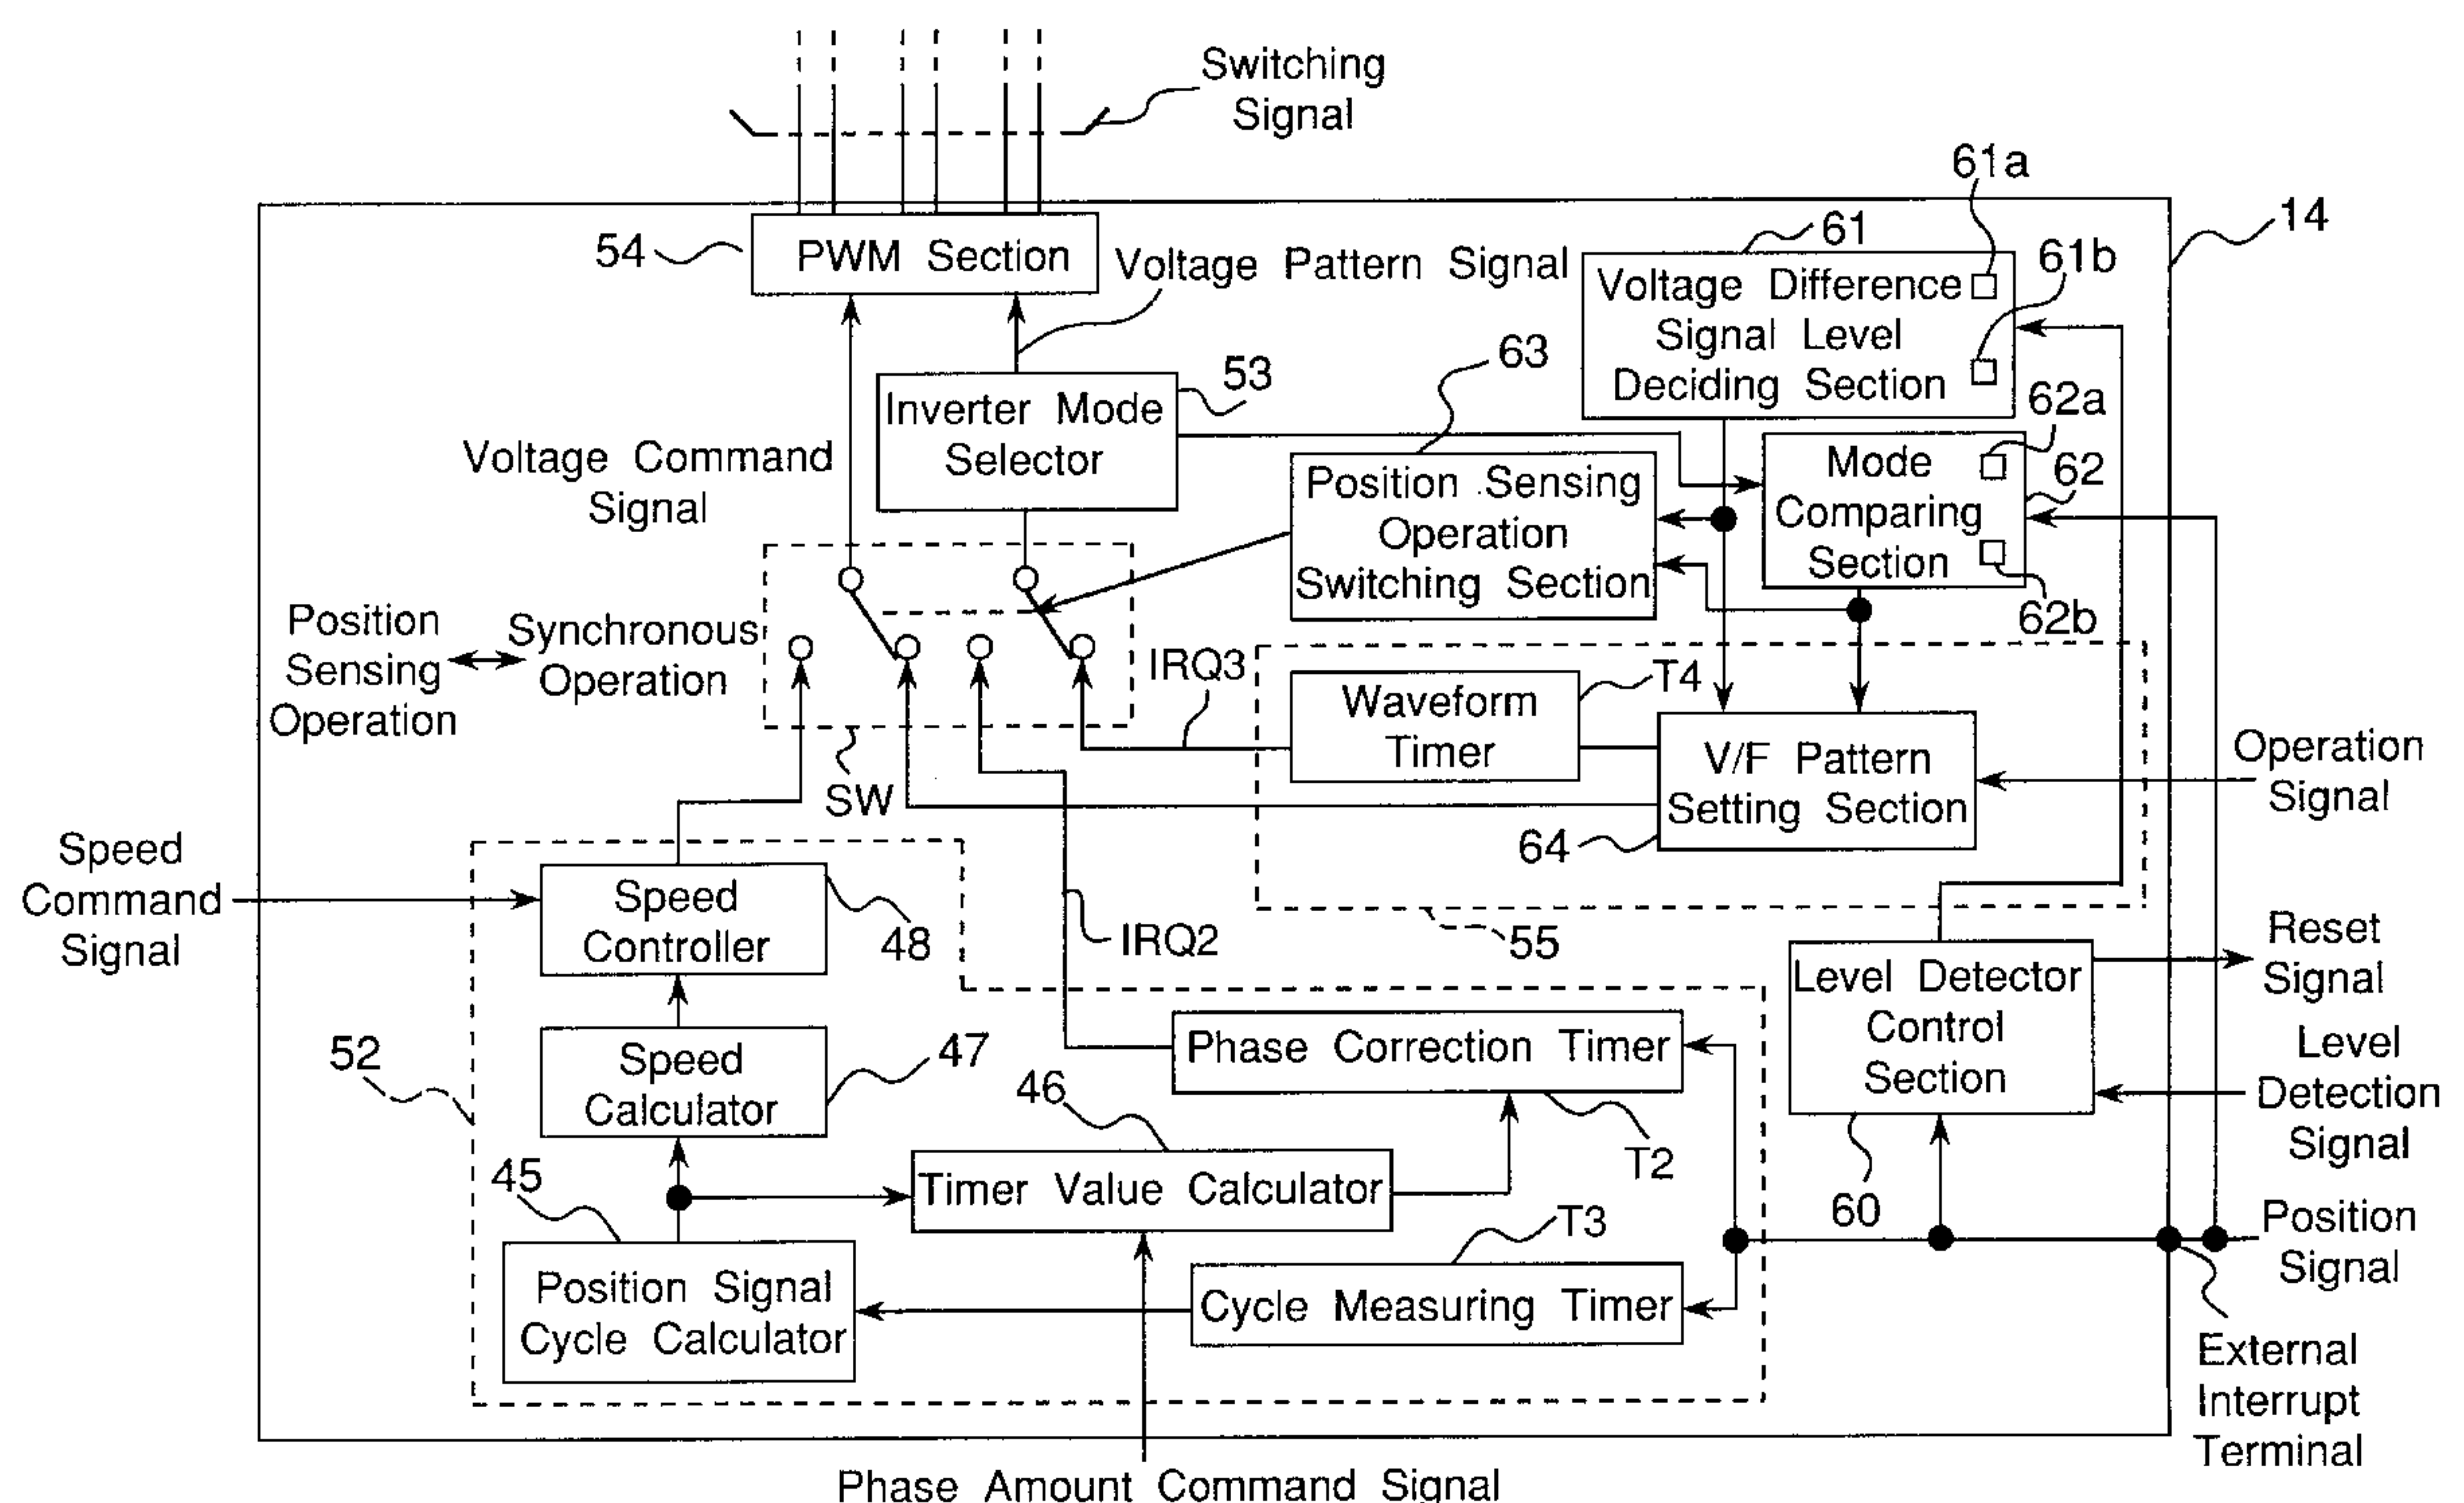 Switching
Signal
61a
14
61
54
PWM Section
Voltage Pattern Signal
61b
Voltage Difference
Signal Level
Deciding Section
63
53
62a
Inverter Mode
Selector
Voltage Command
Signal
Position Sensing
Operation
Switching Section
Mode
Comparing
Section
62
62b
Position
Sensing
Operation
Synchronous
Operation
IRQ3
T4
Waveform
Timer
V/F Pattern
Setting Section
Operation
Signal
SW
64
Speed
Command
Signal
Speed
Controller
48
IRQ2
55
Reset
Signal
Level Detector
Control
Section
Level
Detection
Signal
52
Speed
Calculator
47
Phase Correction Timer
46
T2
45
Timer Value Calculator
60
T3
Position
Signal
Position Signal
Cycle Calculator
Cycle Measuring Timer
External
Interrupt
Terminal
Phase Amount Command Signal